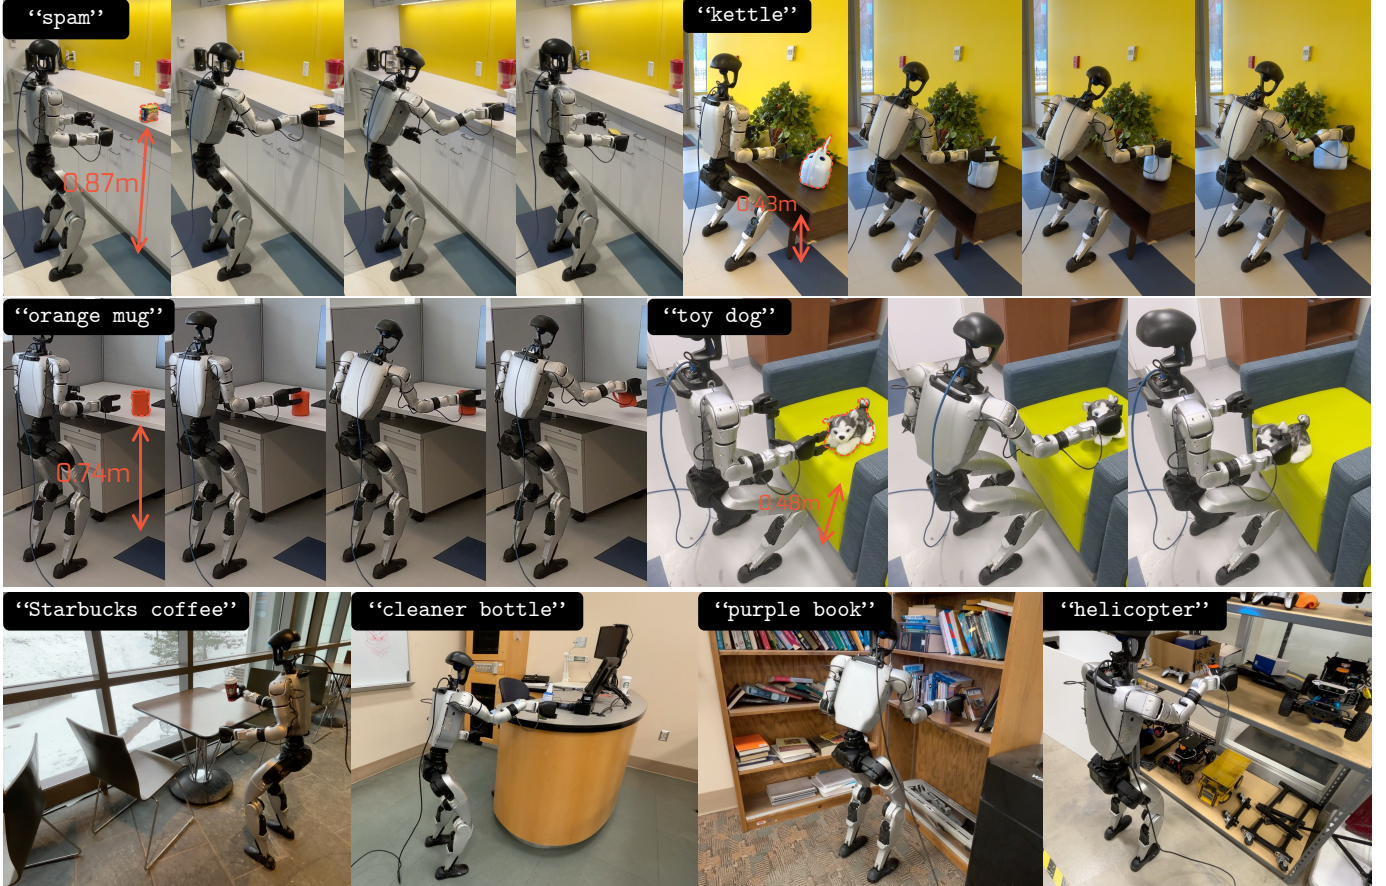 “spam”
“kettle”
0.87m
0.43m
“orange mug”
“toy dog”
0.74m
0.48m
“Starbucks coffee”
“cleaner bottle”
“purple book”
“helicopter”